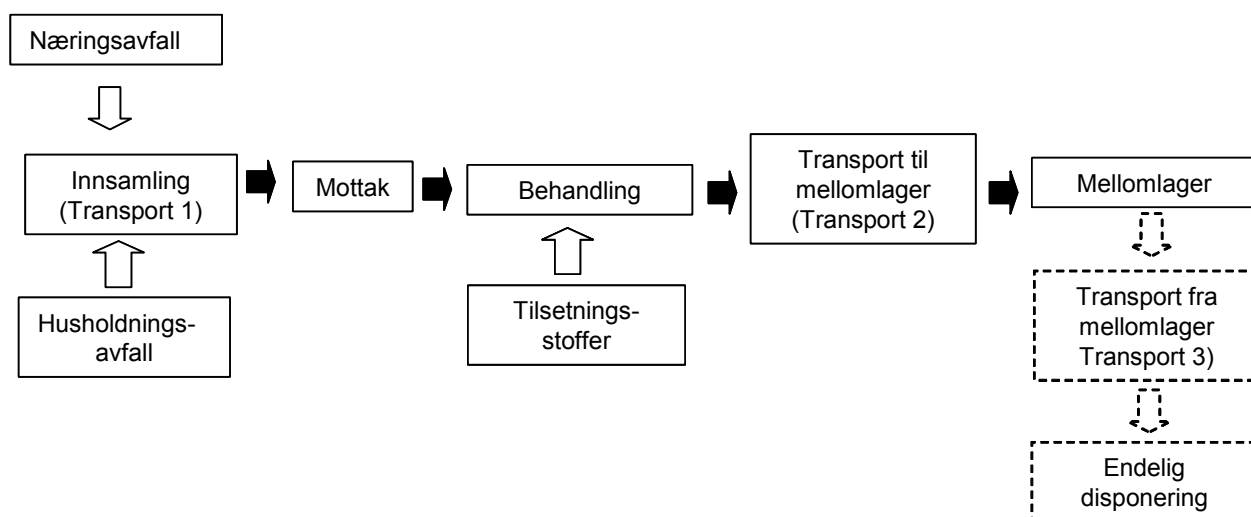 Næringsavfall
Innsamling
(Transport 1)
Husholdnings-
avfall
Mottak
Behandling
Tilsetnings-
stoffer
Transport til
mellomlager
(Transport 2)
Mellomlager
Transport fra
mellomlager
Transport 3)
Endelig
disponering